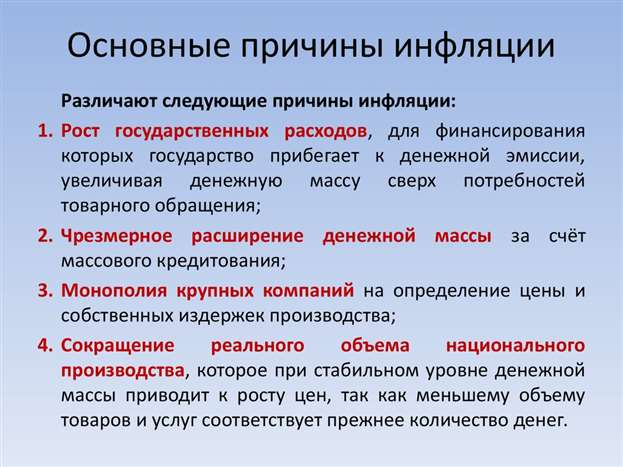 Основные причины инфляции
Различают следующие причины инфляции:
1. Рост государственных расходов, для финансирования
которых государство прибегает к денежной эмиссии,
увеличивая денежную массу сверх потребностей
товарного обращения;
2. Чрезмерное расширение денежной массы за счёт
массового кредитования;
3. Монополия крупных компаний на определение цены и
собственных издержек производства;
4. Сокращение реального объема национального
производства, которое при стабильном уровне денежной
массы приводит к росту цен, так как меньшему объему
товаров и услуг соответствует прежнее количество денег.